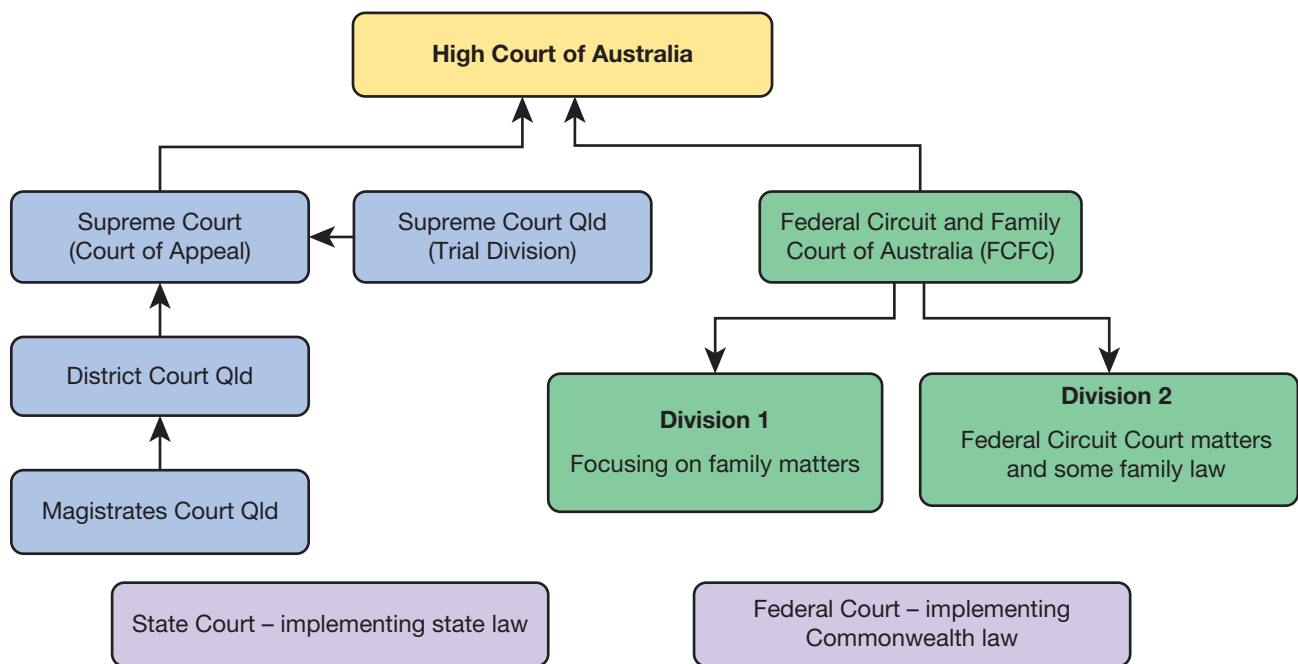 High Court of Australia
Supreme Court
(Court of Appeal)
Supreme Court Qld
(Trial Division)
Federal Circuit and Family
Court of Australia (FCFC)
District Court Qld
Division 1
Focusing on family matters
Division 2
Federal Circuit Court matters
and some family law
Magistrates Court Qld
State Court – implementing state law
Federal Court – implementing
Commonwealth law